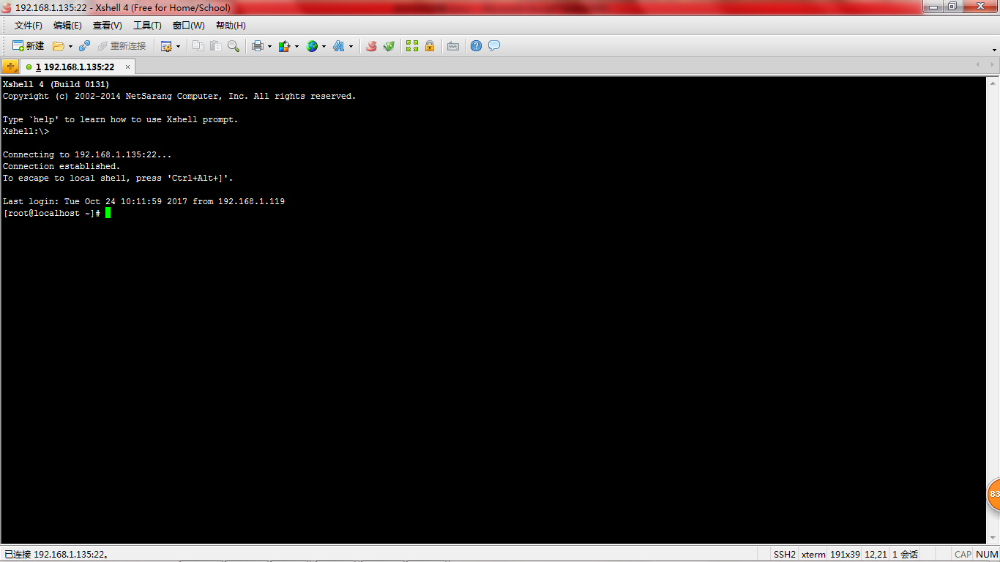 192.168.1.135:22 - Xshell 4 (Free for Home/School)
文件(F) 编辑(E) 查看(V) 工具(T) 窗口(W) 帮助(H)
新建 重新连接
1 192.168.1.135:22
Xshell 4 (Build 0131)
Copyright (c) 2002-2014 NetSarang Computer, Inc. All rights reserved.
Type `help' to learn how to use Xshell prompt.
Xshell:\>
Connecting to 192.168.1.135:22...
Connection established.
To escape to local shell, press 'Ctrl+Alt+]'.
Last login: Tue Oct 24 10:11:59 2017 from 192.168.1.119
[root@localhost ~]#
83
已连接 192.168.1.135:22。 SSH2 xterm 191x39 12,21 1 会话 CAP NUM